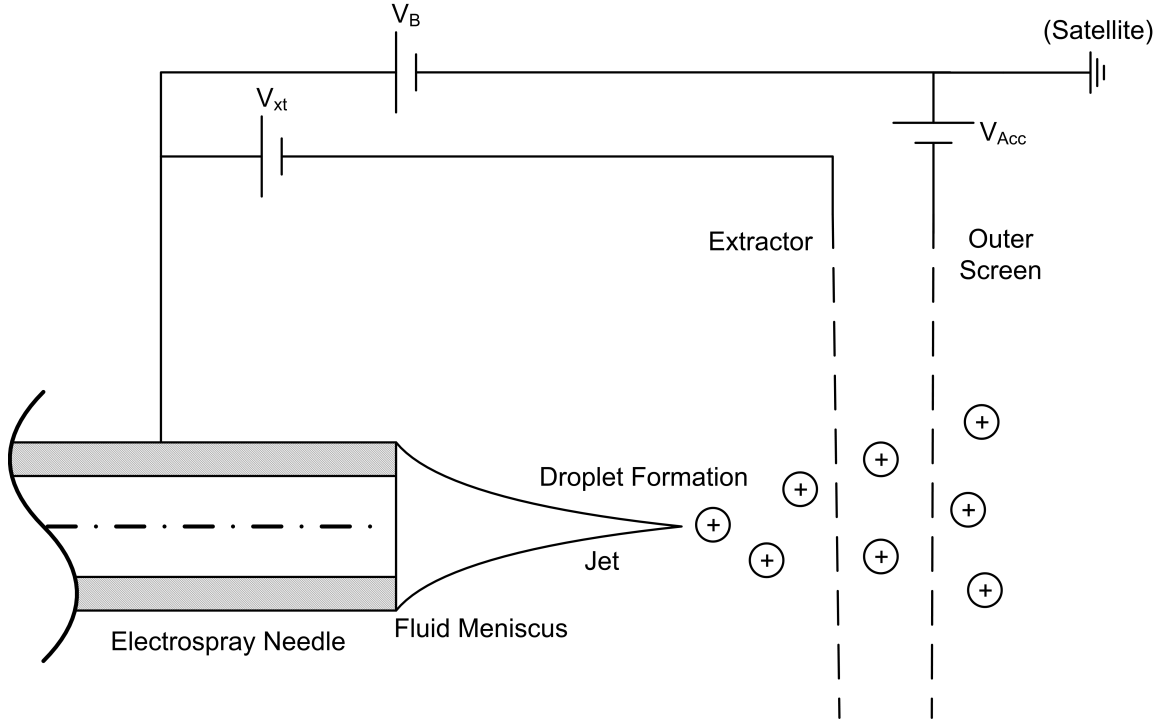 V_B
(Satellite)
V_xt
V_Acc
Extractor
Outer
Screen
Droplet Formation
+ + + + + + + +
Jet
Fluid Meniscus
Electrospray Needle